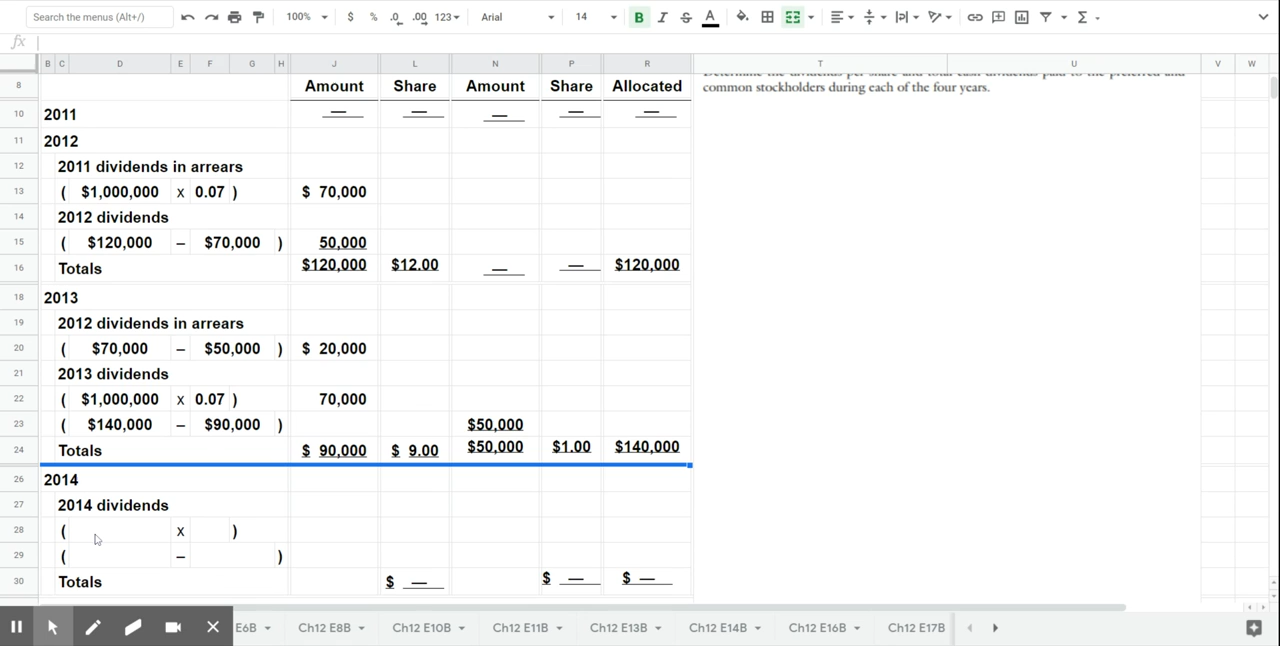 Search the menus (Alt+/) 100% $ % .0 .00 123 Arial 14 B I S A Σ
fx
B C D E F G H J L N P R T U V W
8 Amount Share Amount Share Allocated
common stockholders during each of the four years.
10 2011 — — — — —
11 2012
12 2011 dividends in arrears
13 ( $1,000,000 x 0.07 ) $ 70,000
14 2012 dividends
15 ( $120,000 – $70,000 ) 50,000
16 Totals $120,000 $12.00 — — $120,000
18 2013
19 2012 dividends in arrears
20 ( $70,000 – $50,000 ) $ 20,000
21 2013 dividends
22 ( $1,000,000 x 0.07 ) 70,000
23 ( $140,000 – $90,000 ) $50,000
24 Totals $ 90,000 $ 9.00 $50,000 $1.00 $140,000
26 2014
27 2014 dividends
28 ( x )
29 ( – )
30 Totals $ — $ — $ —
E6B Ch12 E8B Ch12 E10B Ch12 E11B Ch12 E13B Ch12 E14B Ch12 E16B Ch12 E17B